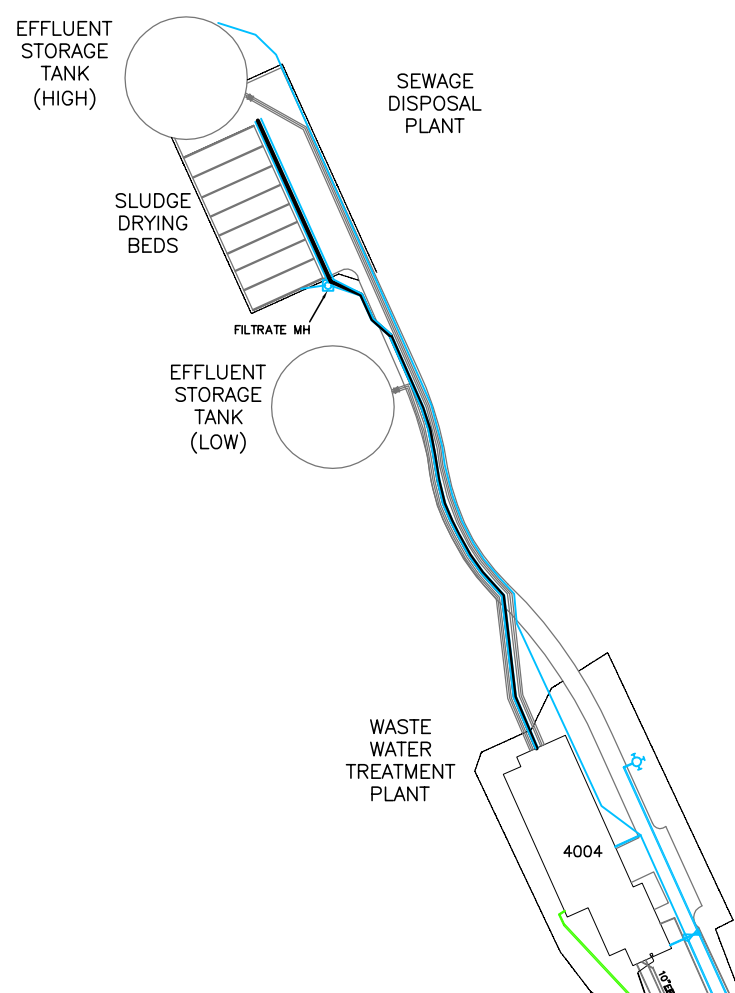 EFFLUENT
STORAGE
TANK
(HIGH)
SEWAGE
DISPOSAL
PLANT
SLUDGE
DRYING
BEDS
FILTRATE MH
EFFLUENT
STORAGE
TANK
(LOW)
WASTE
WATER
TREATMENT
PLANT
4004